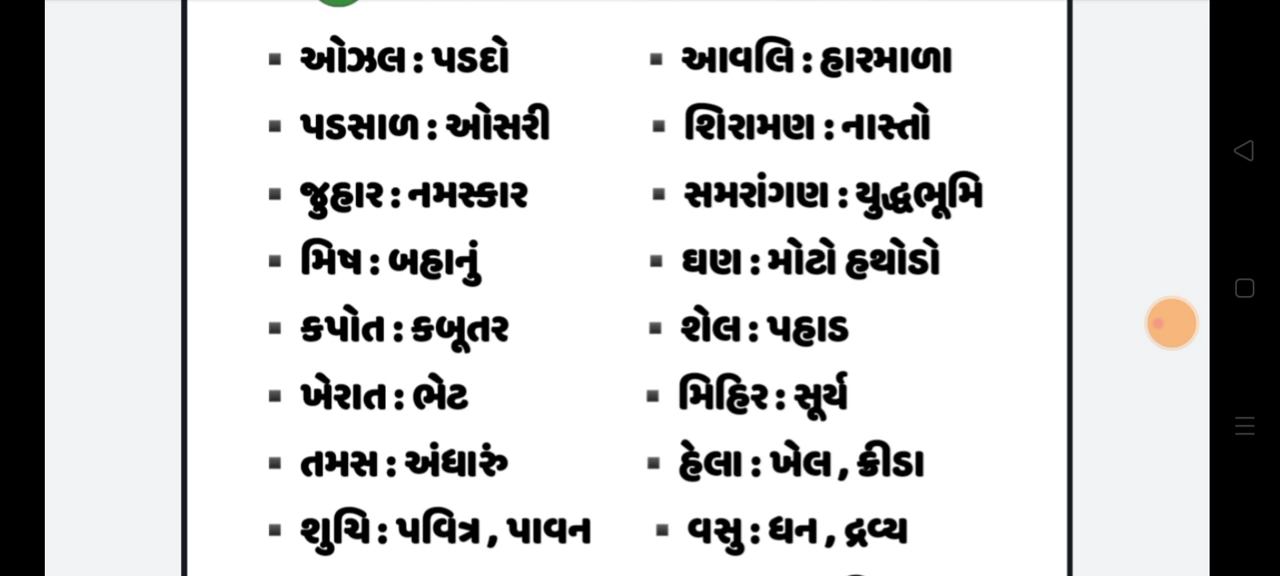 ▪ ઓઝલ : પડદો
▪ પડસાળ : ઓસરી
▪ જુહાર : નમસ્કાર
▪ મિષ : બહાનું
▪ કપોત : કબૂતર
▪ ખેરાત : ભેટ
▪ તમસ : અંધારું
▪ શુચિ : પવિત્ર , પાવન
▪ આવલિ : હારમાળા
▪ શિરામણ : નાસ્તો
▪ સમરાંગણ : યુદ્ધભૂમિ
▪ ઘણ : મોટો હથોડો
▪ શેલ : પહાડ
▪ મિહિર : સૂર્ય
▪ હેલા : ખેલ , ક્રીડા
▪ વસુ : ધન , દ્રવ્ય